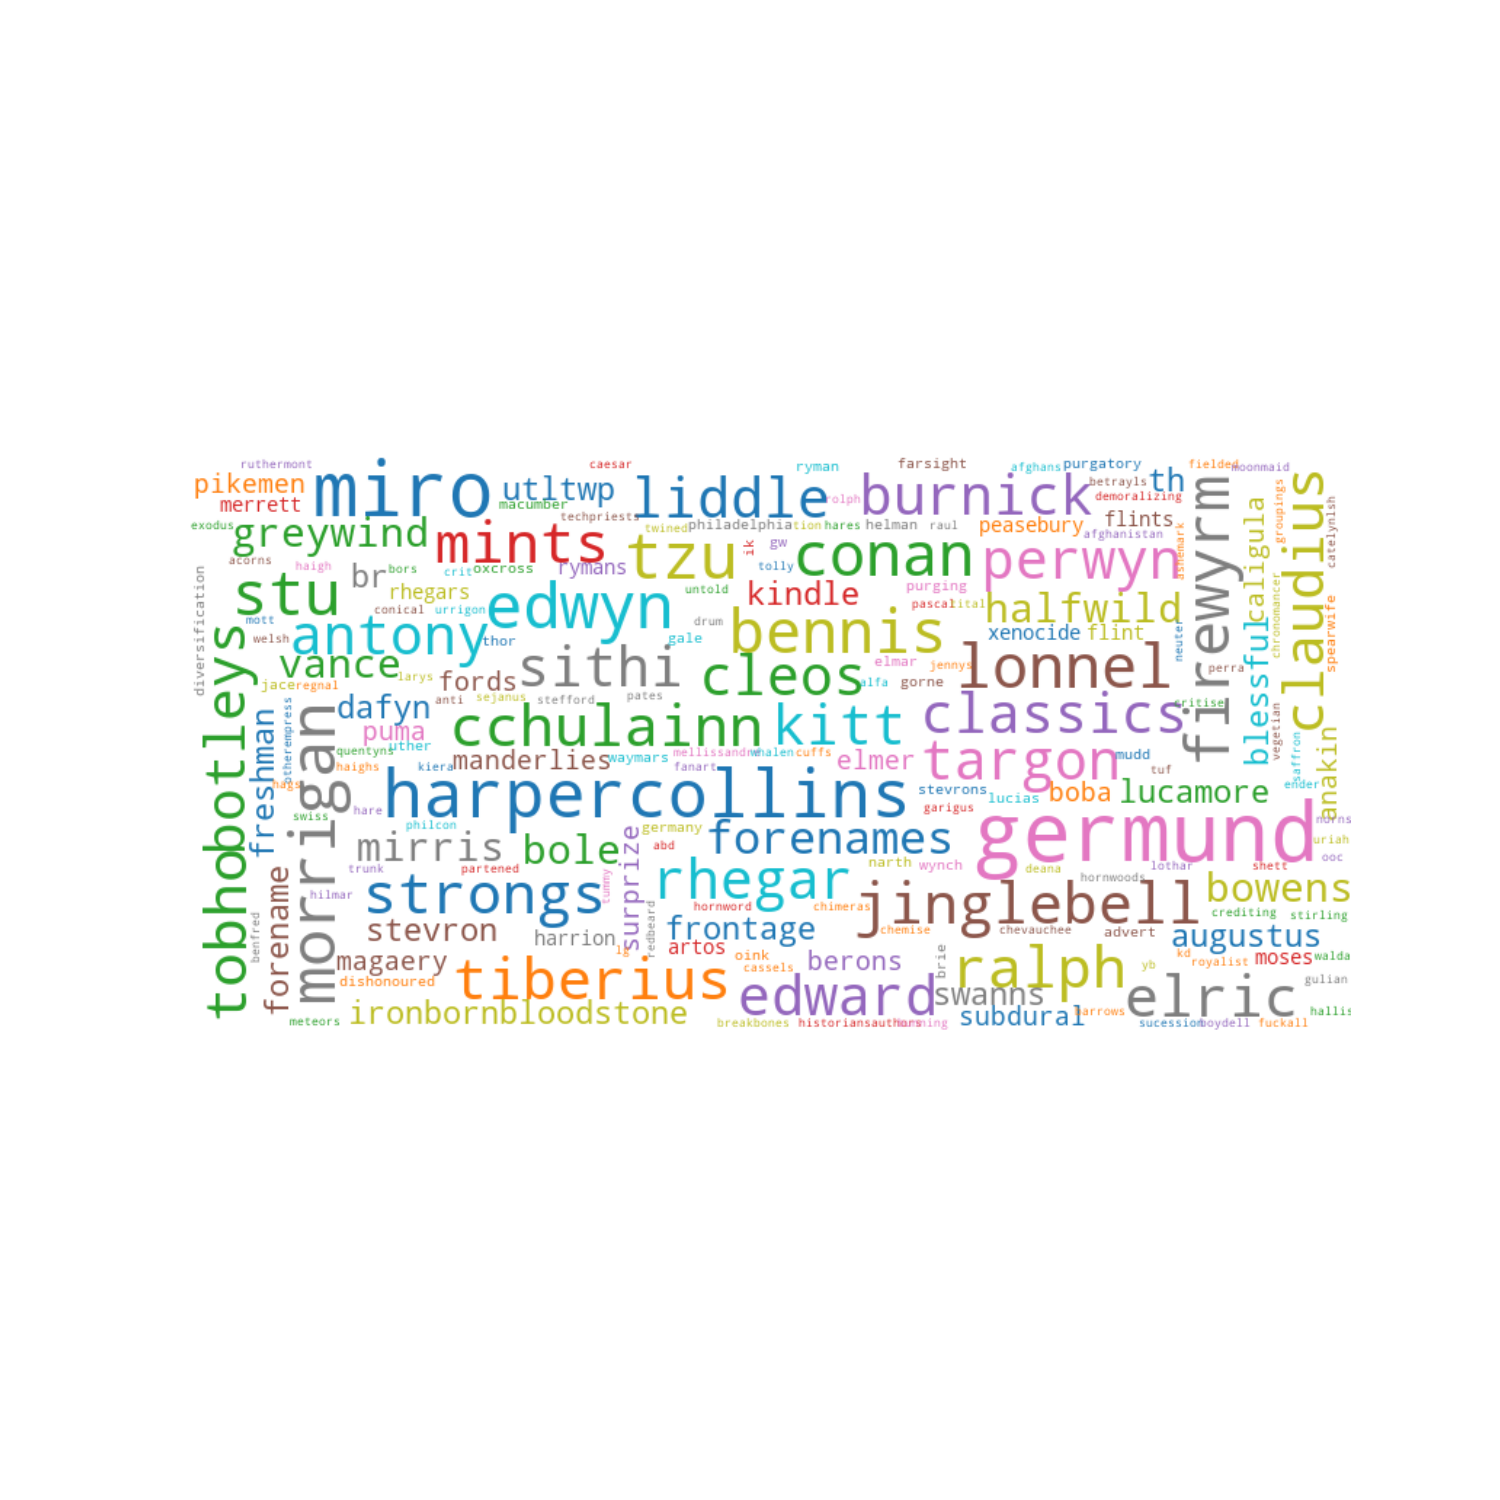 ruthermont
caesar
ryman
farsight
afghans
purgatory
fielded
moonmaid
pikemen
miro
utltwp
liddle
rolph
burnick
betrayls
th
demoralizing
merrett
macumber
techpriests
exodus
greywind
mints
twined
philadelphia
tion
hares
helman
raul
peasebury
flints
afghanistan
firewyrm
caligula
groupings
claudius
catelynlsh
acorns
haigh
br
bors
crit
oxcross
rymans
tzu
ik
gw
tolly
conan
perwyn
ashemark
diversification
stu
rhegars
conical
urrigon
edwyn
untold
kindle
purging
pascal
ital
halfwild
chronomancer
spearwife
mott
welsh
antony
thor
drum
gale
bennis
xenocide
flint
neuter
blessful
vance
larys
fords
sithi
cleos
elmar
jennys
alfa
gorne
lonnel
perra
jace
regnal
anti
sejanus
stefford
pates
tobhobotleys
freshman
otherempress
morrigan
dafyn
puma
uther
quentyns
cchulainn
kitt
classics
critise
vegetian
saffron
anakin
haighs
kiera
manderlies
waymars
mellissandre
whalen
cuffs
fanart
elmer
targon
mudd
tuf
ender
hags
swiss
hare
harpercollins
stevrons
garigus
lucias
boba
lucamore
norns
philcon
mirris
bole
surprize
germany
abd
forenames
germund
uriah
ooc
trunk
partened
narth
wynch
deana
lothar
shett
forename
hilmar
strongs
tummy
rhegar
hornword
chimeras
jinglebell
hornwoods
bowens
crediting
stirling
benfred
stevron
harrion
lg
redbeard
frontage
chemise
chevauchee
advert
augustus
magaery
artos
oink
cassels
berons
brie
ralph
yb
kd
royalist
moses
walda
dishonoured
tiberius
edward
swanns
elric
gulian
meteors
ironbornbloodstone
breakbones
historiansauthors
subdural
sucession
boydell
fuckall